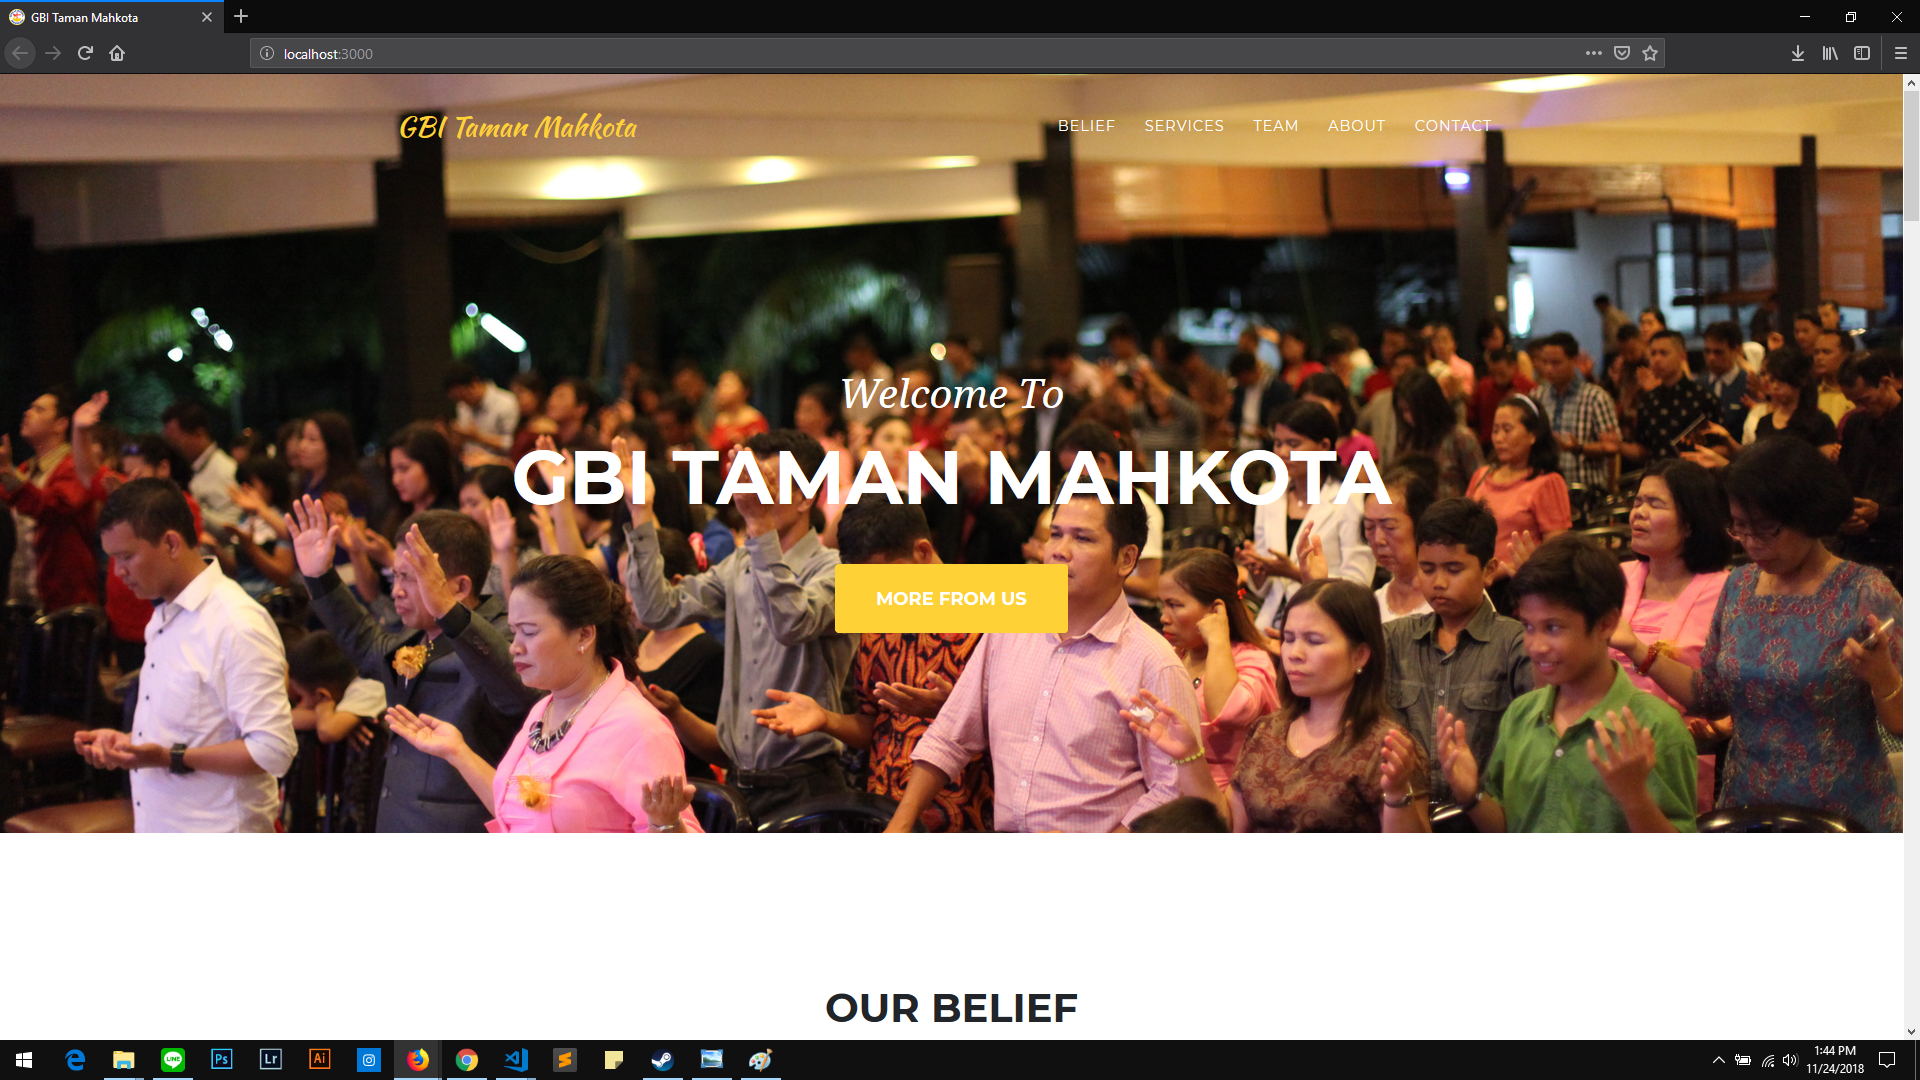 GBI Taman Mahkota
localhost:3000
GBI Taman Mahkota
BELIEF SERVICES TEAM ABOUT CONTACT
Welcome To
GBI TAMAN MAHKOTA
MORE FROM US
OUR BELIEF
LINE
Ps
Lr
Ai
1:44 PM
11/24/2018